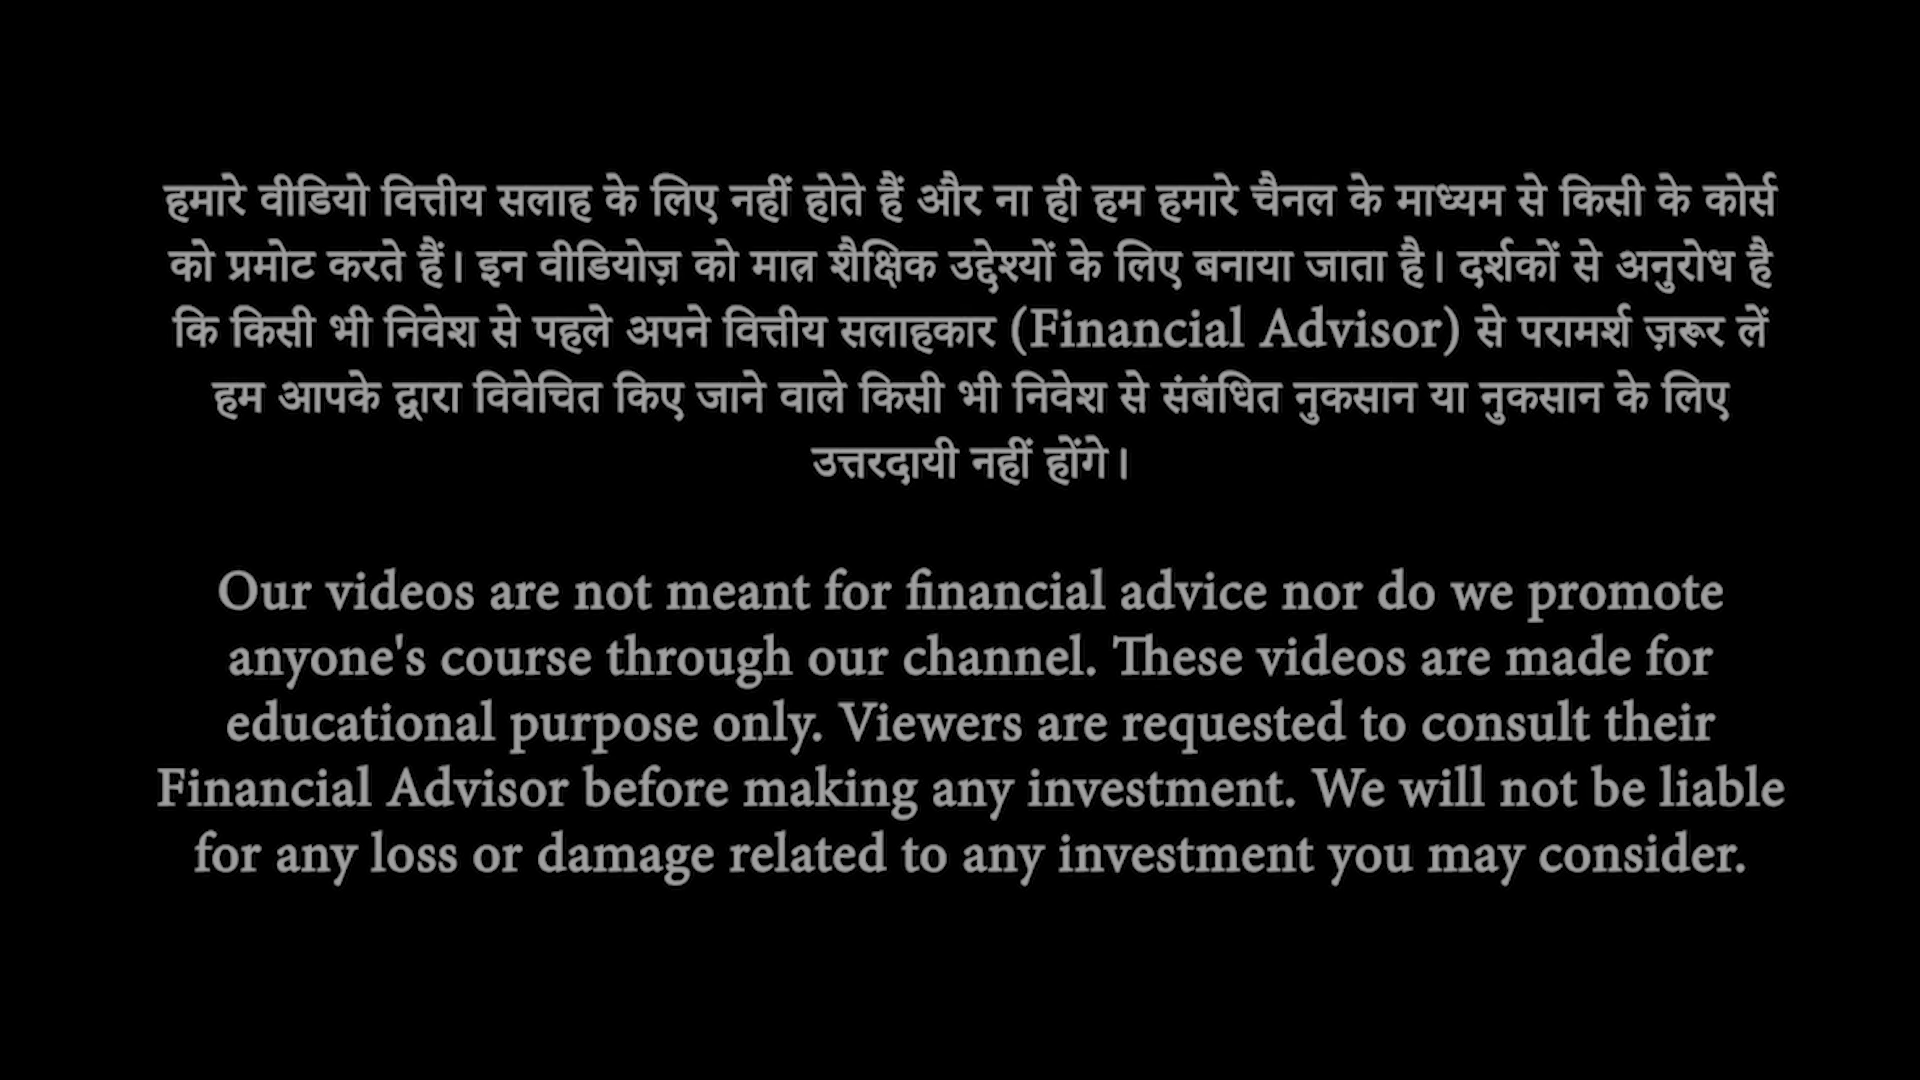 हमारे वीडियो वित्तीय सलाह के लिए नहीं होते हैं और ना ही हम हमारे चैनल के माध्यम से किसी के कोर्स
को प्रमोट करते हैं। इन वीडियोज़ को मात्र शैक्षिक उद्देश्यों के लिए बनाया जाता है। दर्शकों से अनुरोध है
कि किसी भी निवेश से पहले अपने वित्तीय सलाहकार (Financial Advisor) से परामर्श ज़रूर लें
हम आपके द्वारा विवेचित किए जाने वाले किसी भी निवेश से संबंधित नुकसान या नुकसान के लिए
उत्तरदायी नहीं होंगे।
Our videos are not meant for financial advice nor do we promote
anyone's course through our channel. These videos are made for
educational purpose only. Viewers are requested to consult their
Financial Advisor before making any investment. We will not be liable
for any loss or damage related to any investment you may consider.